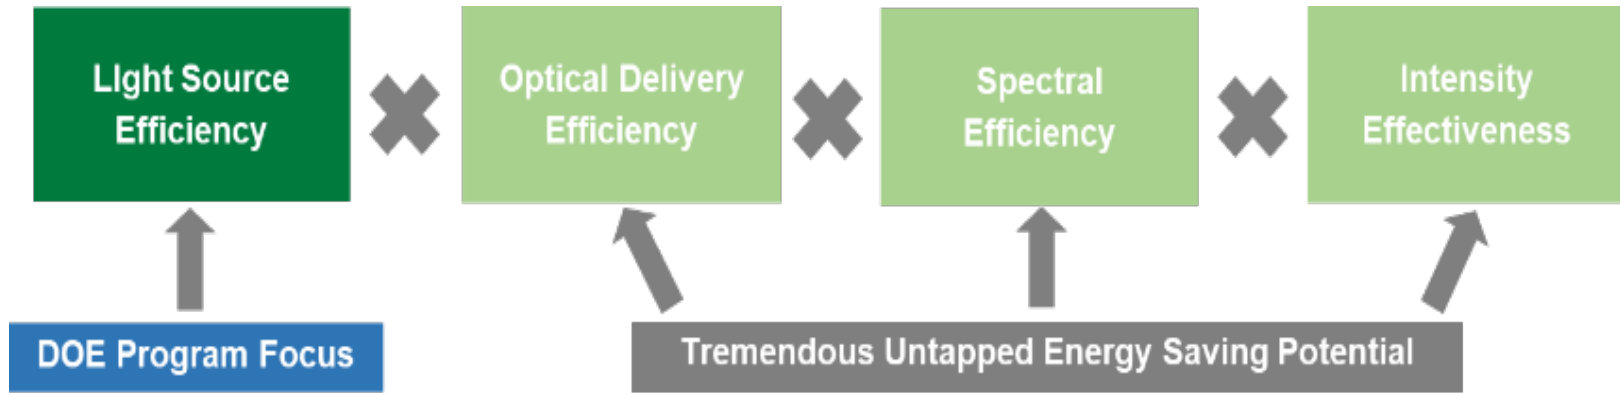 LIght Source
Efficiency
Optical Delivery
Efficiency
Spectral
Efficiency
Intensity
Effectiveness
DOE Program Focus
Tremendous Untapped Energy Saving Potential